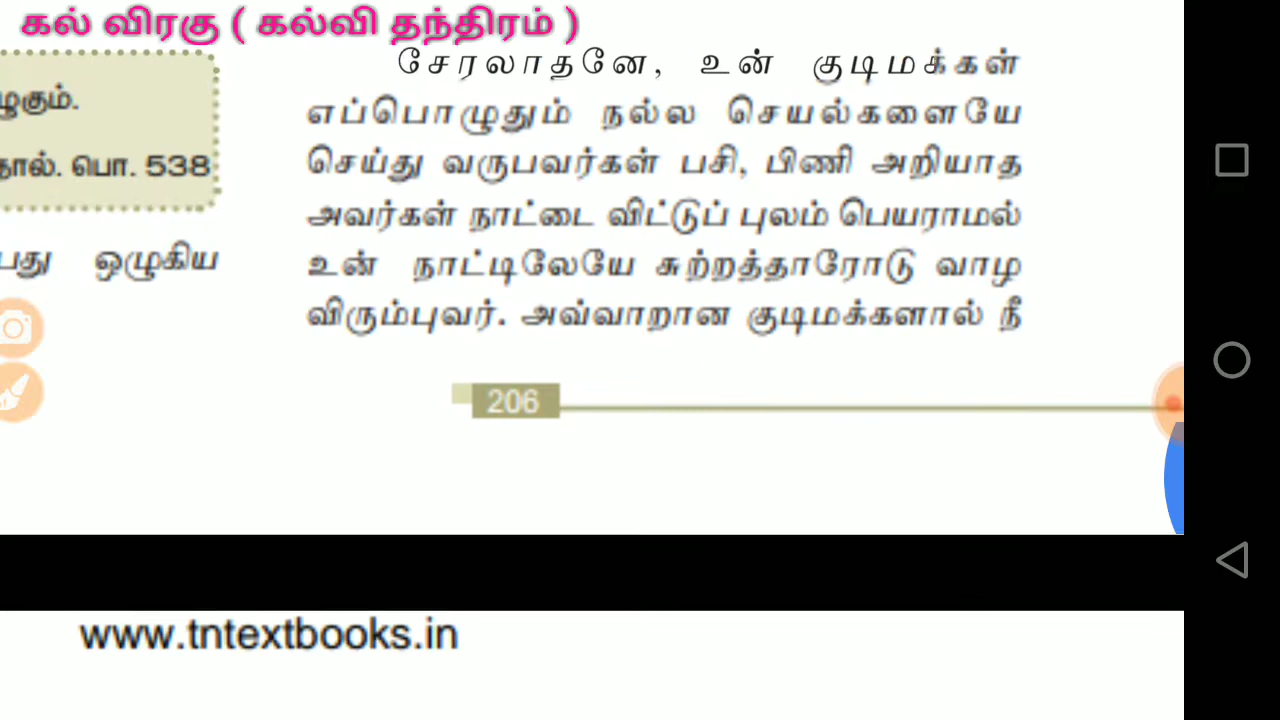 கல் விரகு ( கல்வி தந்திரம் )
ழுகும்.
தால். பொ. 538
பது ஒழுகிய
சேரலாதனே, உன் குடிமக்கள்
எப்பொழுதும் நல்ல செயல்களையே
செய்து வருபவர்கள் பசி, பிணி அறியாத
அவர்கள் நாட்டை விட்டுப் புலம் பெயராமல்
உன் நாட்டிலேயே சுற்றத்தாரோடு வாழ
விரும்புவர். அவ்வாறான குடிமக்களால் நீ
206
www.tntextbooks.in